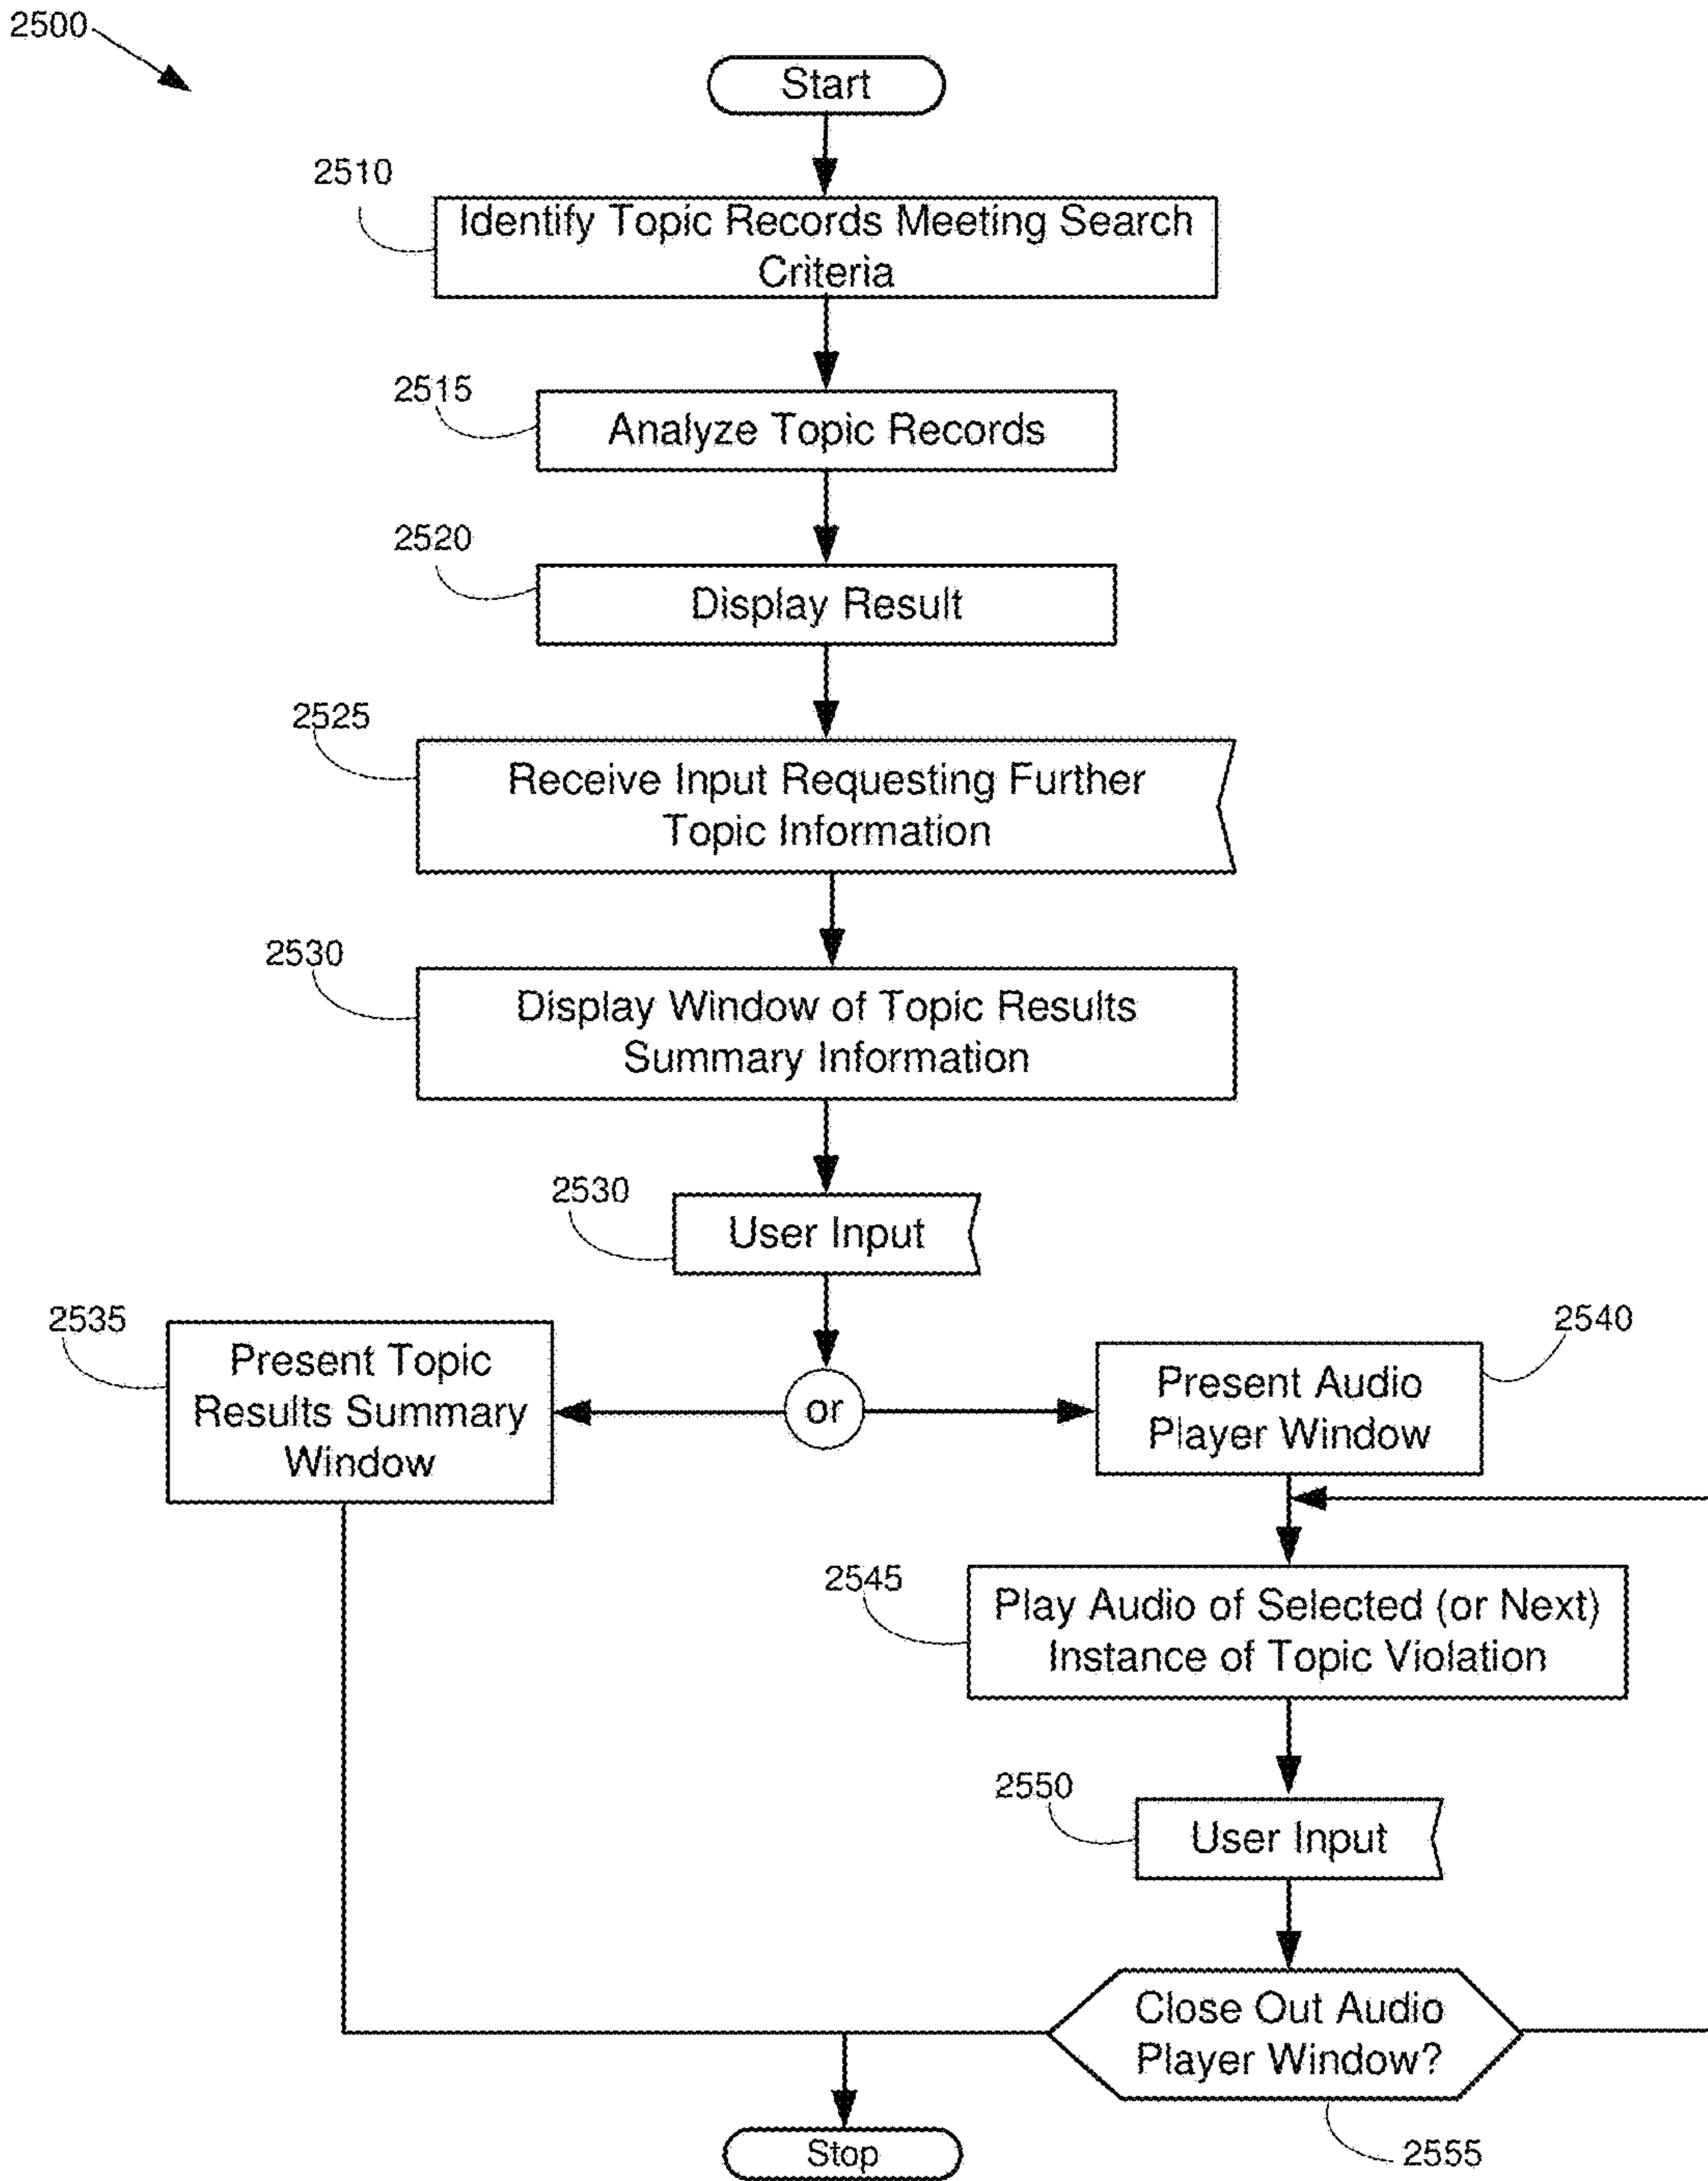 2500
Start
2510
Identify Topic Records Meeting Search
Criteria
2515
Analyze Topic Records
2520
Display Result
2525
Receive Input Requesting Further
Topic Information
2530
Display Window of Topic Results
Summary Information
2530
User Input
2535
Present Topic
Results Summary
Window
or
2540
Present Audio
Player Window
2545
Play Audio of Selected (or Next)
Instance of Topic Violation
2550
User Input
Close Out Audio
Player Window?
2555
Stop